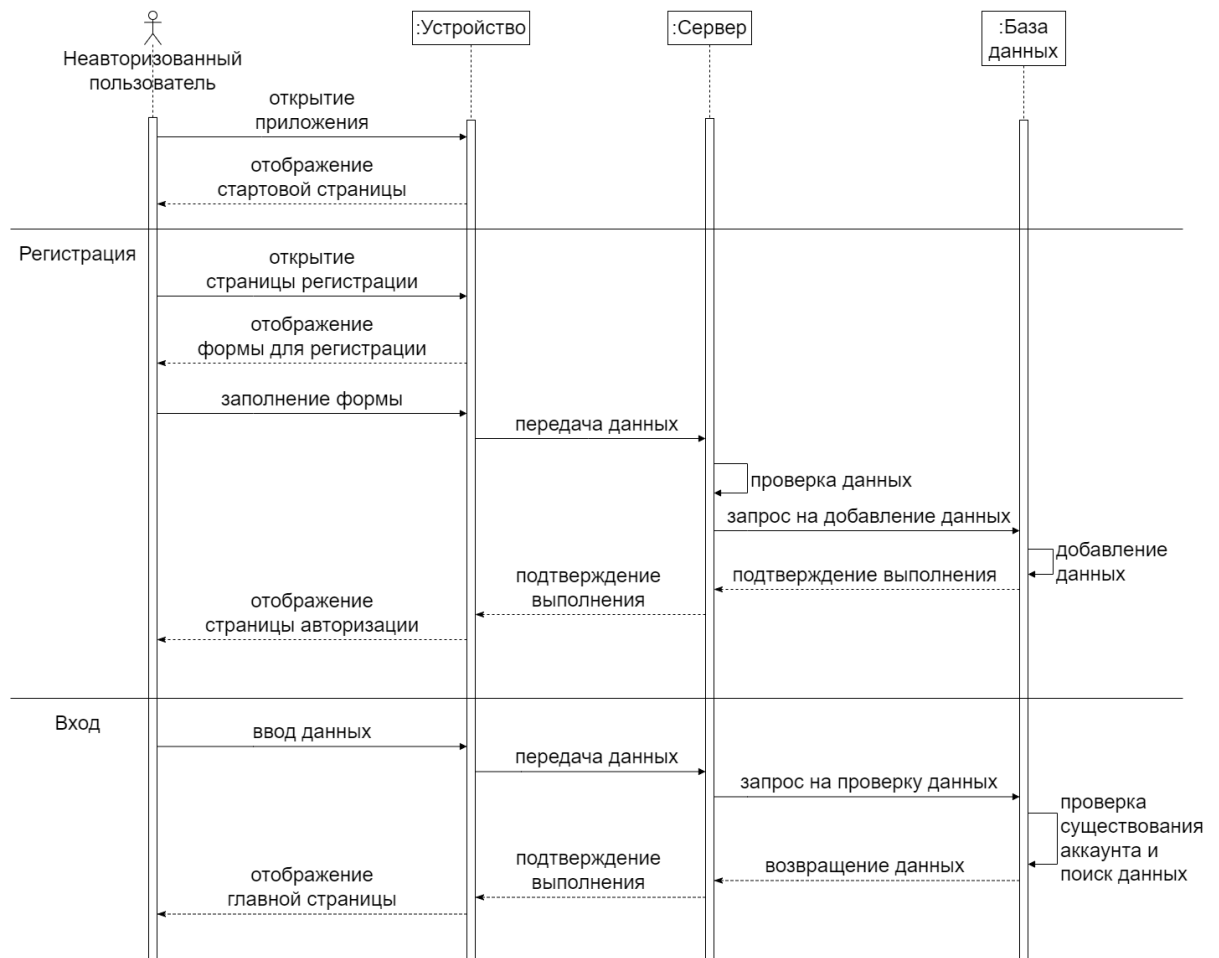 Неавторизованный
пользователь
:Устройство
:Сервер
:База
данных
открытие
приложения
отображение
стартовой страницы
Регистрация
открытие
страницы регистрации
отображение
формы для регистрации
заполнение формы
передача данных
проверка данных
запрос на добавление данных
добавление
данных
подтверждение выполнения
подтверждение
выполнения
отображение
страницы авторизации
Вход
ввод данных
передача данных
запрос на проверку данных
проверка
существования
аккаунта и
поиск данных
возвращение данных
подтверждение
выполнения
отображение
главной страницы